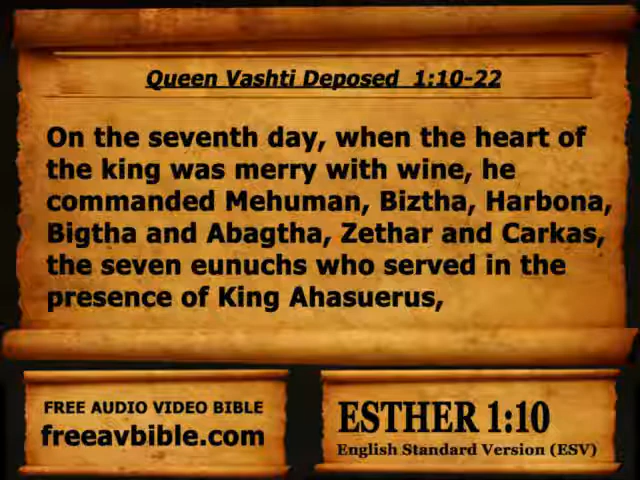 Queen Vashti Deposed 1:10-22
On the seventh day, when the heart of
the king was merry with wine, he
commanded Mehuman, Biztha, Harbona,
Bigtha and Abagtha, Zethar and Carkas,
the seven eunuchs who served in the
presence of King Ahasuerus,
FREE AUDIO VIDEO BIBLE
freeavbible.com
ESTHER 1:10
English Standard Version (ESV)